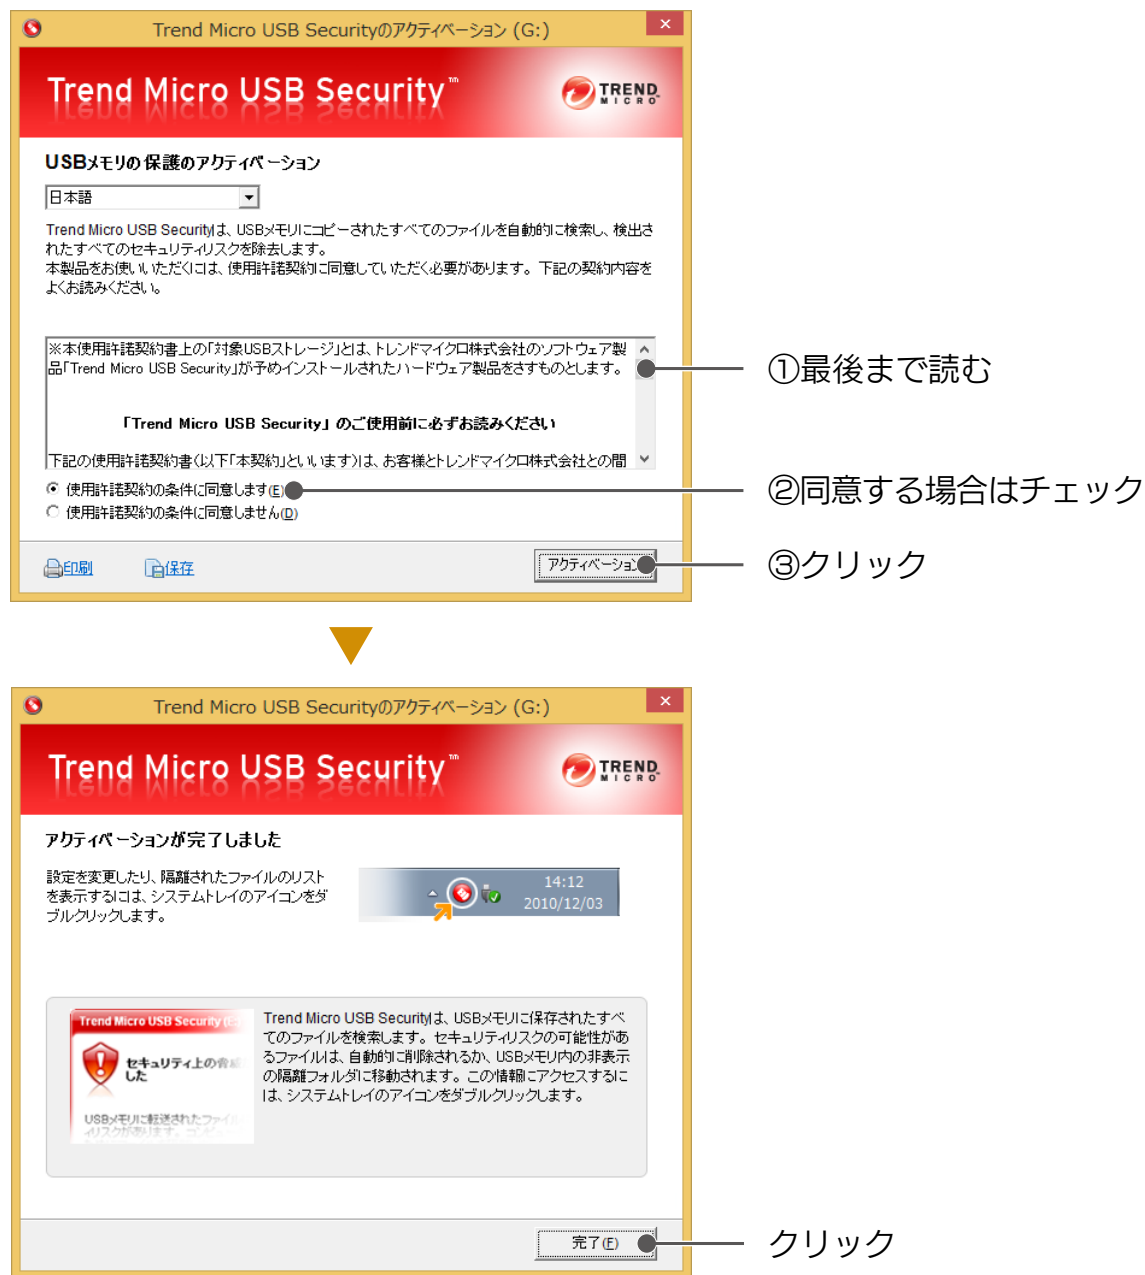 Trend Micro USB Securityのアクティベーション (G:)
Trend Micro USB Security™
TREND MICRO
USBメモリの保護のアクティベーション
日本語
Trend Micro USB Securityは、USBメモリにコピーされたすべてのファイルを自動的に検索し、検出さ
れたすべてのセキュリティリスクを除去します。
本製品をお使いいただくには、使用許諾契約に同意していただく必要があります。下記の契約内容を
よくお読みください。
※本使用許諾契約書上の「対象USBストレージ」とは、トレンドマイクロ株式会社のソフトウェア製
品「Trend Micro USB Security」が予めインストールされたハードウェア製品をさすものとします。
①最後まで読む
「Trend Micro USB Security」のご使用前に必ずお読みください
下記の使用許諾契約書(以下「本契約」といいます)は、お客様とトレンドマイクロ株式会社との間
使用許諾契約の条件に同意します(E)
②同意する場合はチェック
使用許諾契約の条件に同意しません(D)
印刷
保存
アクティベーション
③クリック
Trend Micro USB Securityのアクティベーション (G:)
Trend Micro USB Security™
TREND MICRO
アクティベーションが完了しました
設定を変更したり、隔離されたファイルのリスト
を表示するには、システムトレイのアイコンをダ
ブルクリックします。
14:12
2010/12/03
Trend Micro USB Security (E:
セキュリティ上の脅威
した
USBメモリに転送されたファイ
ィリスクがあります。コンピュー
Trend Micro USB Securityは、USBメモリに保存されたすべ
てのファイルを検索します。セキュリティリスクの可能性があ
るファイルは、自動的に削除されるか、USBメモリ内の非表示
の隔離フォルダに移動されます。この情報にアクセスするに
は、システムトレイのアイコンをダブルクリックします。
完了(F)
クリック